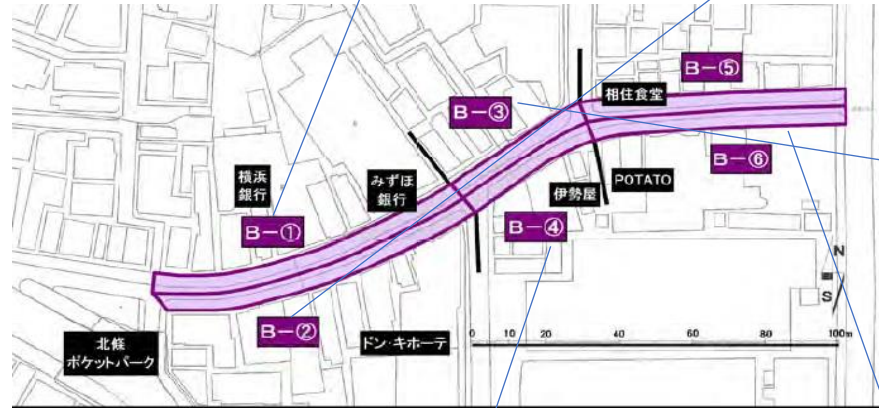 B-⑤
相住食堂
B-③
B-⑥
横浜
銀行
みずほ
銀行
POTATO
伊勢屋
B-①
B-④
N
S
B-②
北條
ポケットパーク
ドン・キホーテ
0 10 20 40 60 80 100m